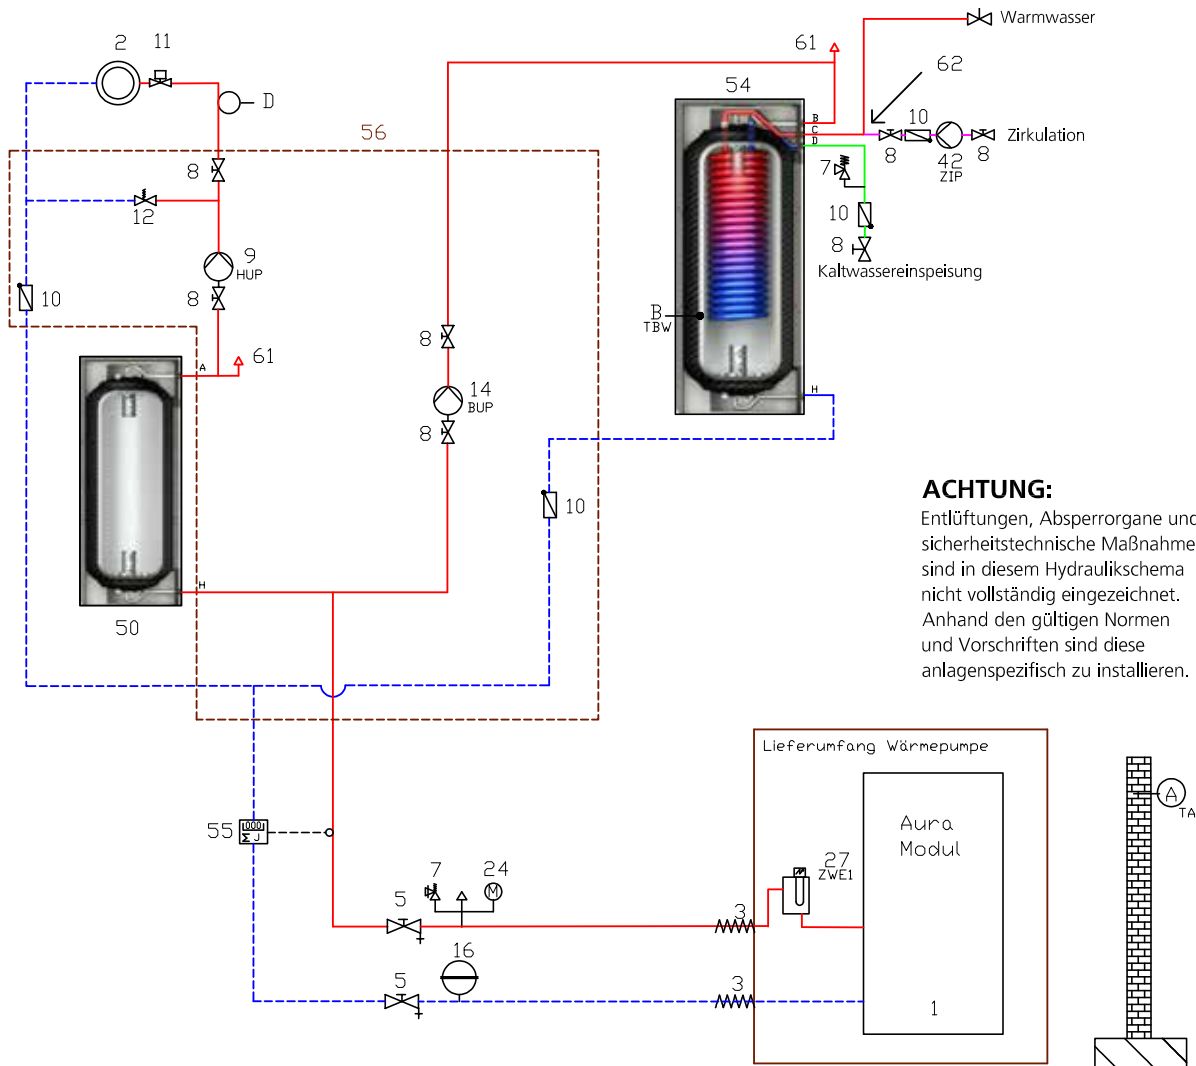 Warmwasser
2
11
61
62
54
D
56
B
C
D
10
Zirkulation
8
42
8
ZIP
7
8
12
10
8
9
HUP
Kaltwassereinspeisung
10
8
B
TBW
8
61
A
14
BUP
H
8
ACHTUNG:
Entlüftungen, Absperrorgane und
sicherheitstechnische Maßnahme
sind in diesem Hydraulikschema
nicht vollständig eingezeichnet.
Anhand den gültigen Normen
und Vorschriften sind diese
anlagenspezifisch zu installieren.
10
H
50
Lieferumfang Wärmepumpe
A
TA
55
000
Σ J
Aura
Modul
7
24
M
27
ZWE1
5
3
16
5
3
1